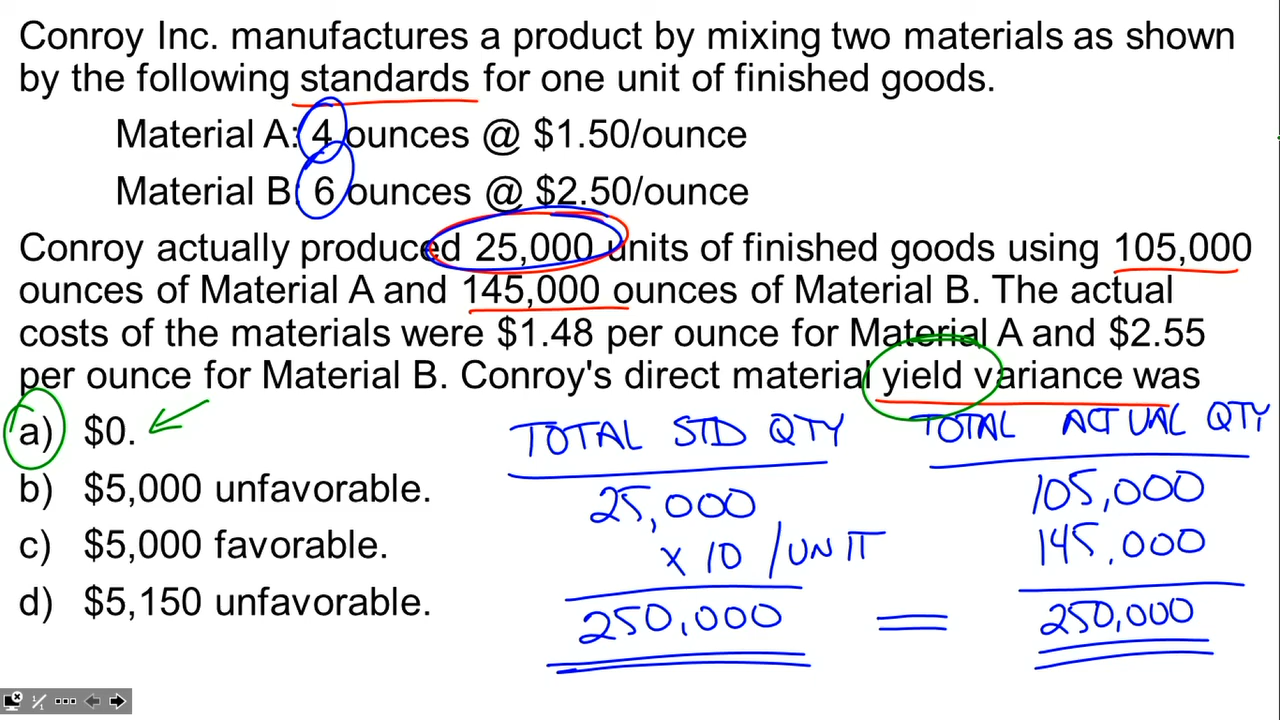 Conroy Inc. manufactures a product by mixing two materials as shown
by the following standards for one unit of finished goods.
Material A: 4 ounces @ $1.50/ounce
Material B: 6 ounces @ $2.50/ounce
Conroy actually produced 25,000 units of finished goods using 105,000
ounces of Material A and 145,000 ounces of Material B. The actual
costs of the materials were $1.48 per ounce for Material A and $2.55
per ounce for Material B. Conroy's direct material yield variance was
a) $0.
b) $5,000 unfavorable.
c) $5,000 favorable.
d) $5,150 unfavorable.
TOTAL STD QTY
25,000
x 10 / UNIT
250,000
=
TOTAL ACTUAL QTY
105,000
145,000
250,000
1/1